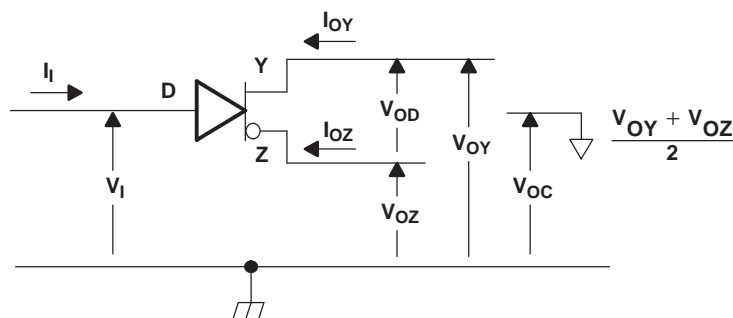 I_OY
I_I
D
Y
V_OD
V_OY
V_OY + V_OZ
2
I_OZ
Z
V_I
V_OZ
V_OC